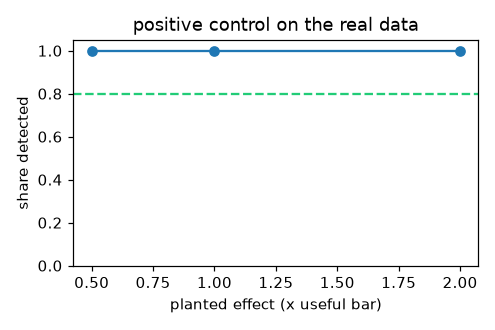 positive control on the real data
1.0
0.8
0.6
0.4
0.2
0.0
share detected
0.50 0.75 1.00 1.25 1.50 1.75 2.00
planted effect (x useful bar)